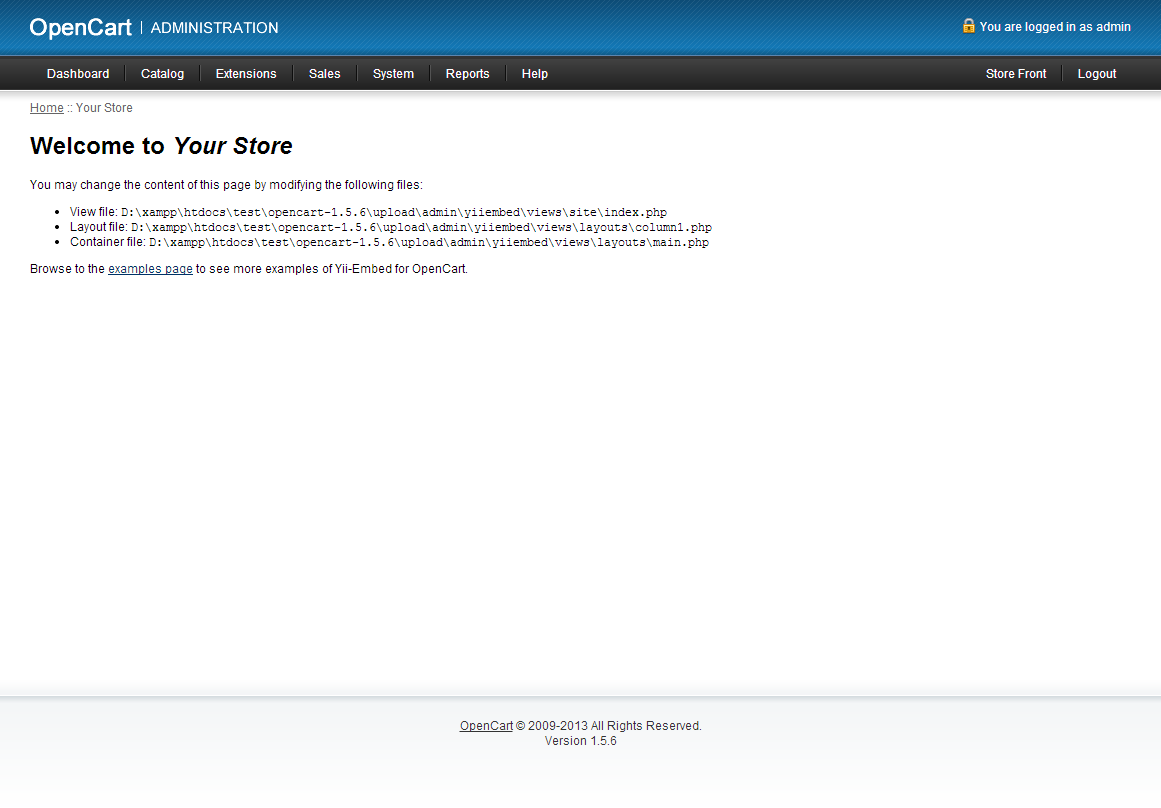 OpenCart | ADMINISTRATION
You are logged in as admin
Dashboard Catalog Extensions Sales System Reports Help Store Front Logout
Home :: Your Store
Welcome to Your Store
You may change the content of this page by modifying the following files:
• View file: D:\xampp\htdocs\test\opencart-1.5.6\upload\admin\yiiembed\views\site\index.php
• Layout file: D:\xampp\htdocs\test\opencart-1.5.6\upload\admin\yiiembed\views\layouts\column1.php
• Container file: D:\xampp\htdocs\test\opencart-1.5.6\upload\admin\yiiembed\views\layouts\main.php
Browse to the examples page to see more examples of Yii-Embed for OpenCart.
OpenCart © 2009-2013 All Rights Reserved.
Version 1.5.6